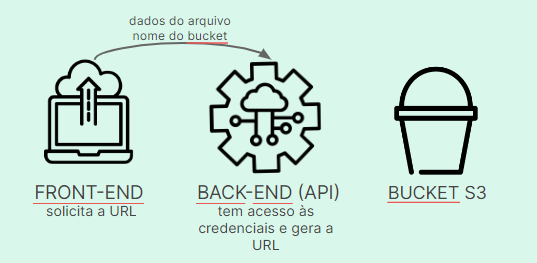 dados do arquivo
nome do bucket
FRONT-END
solicita a URL
BACK-END (API)
tem acesso às
credenciais e gera a
URL
BUCKET S3